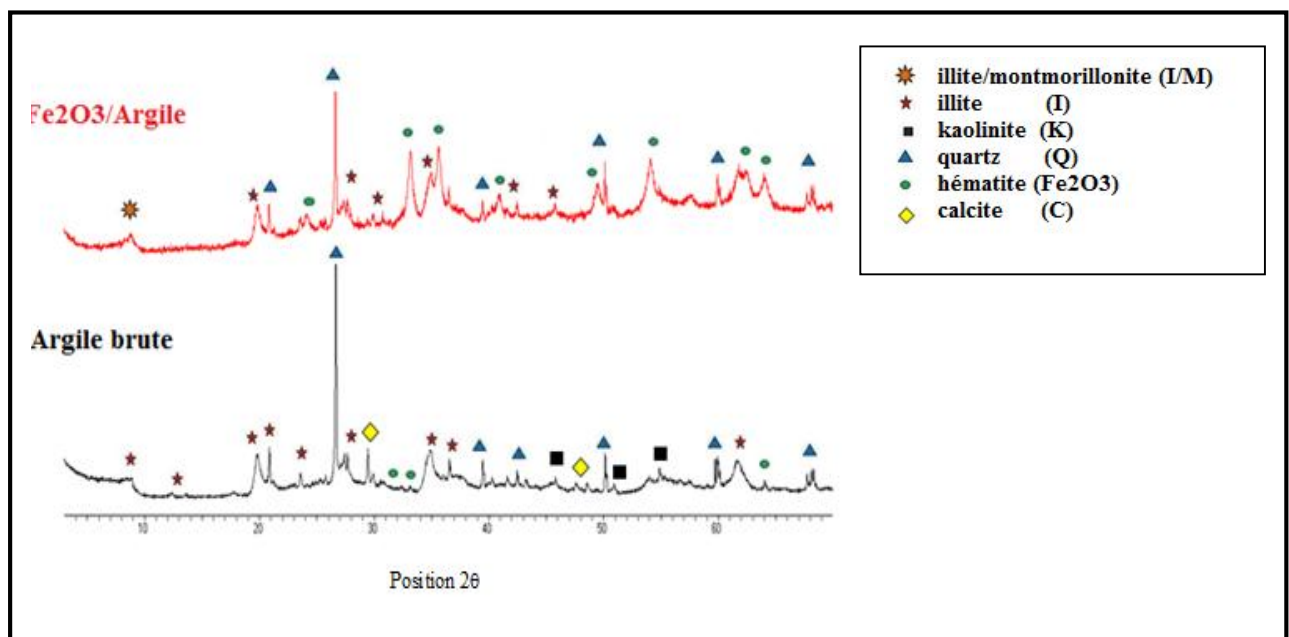 Fe2O3/Argile
illite/montmorillonite (I/M)
illite (I)
kaolinite (K)
quartz (Q)
hématite (Fe2O3)
calcite (C)
Argile brute
10 20 30 40 50 60
Position 2θ